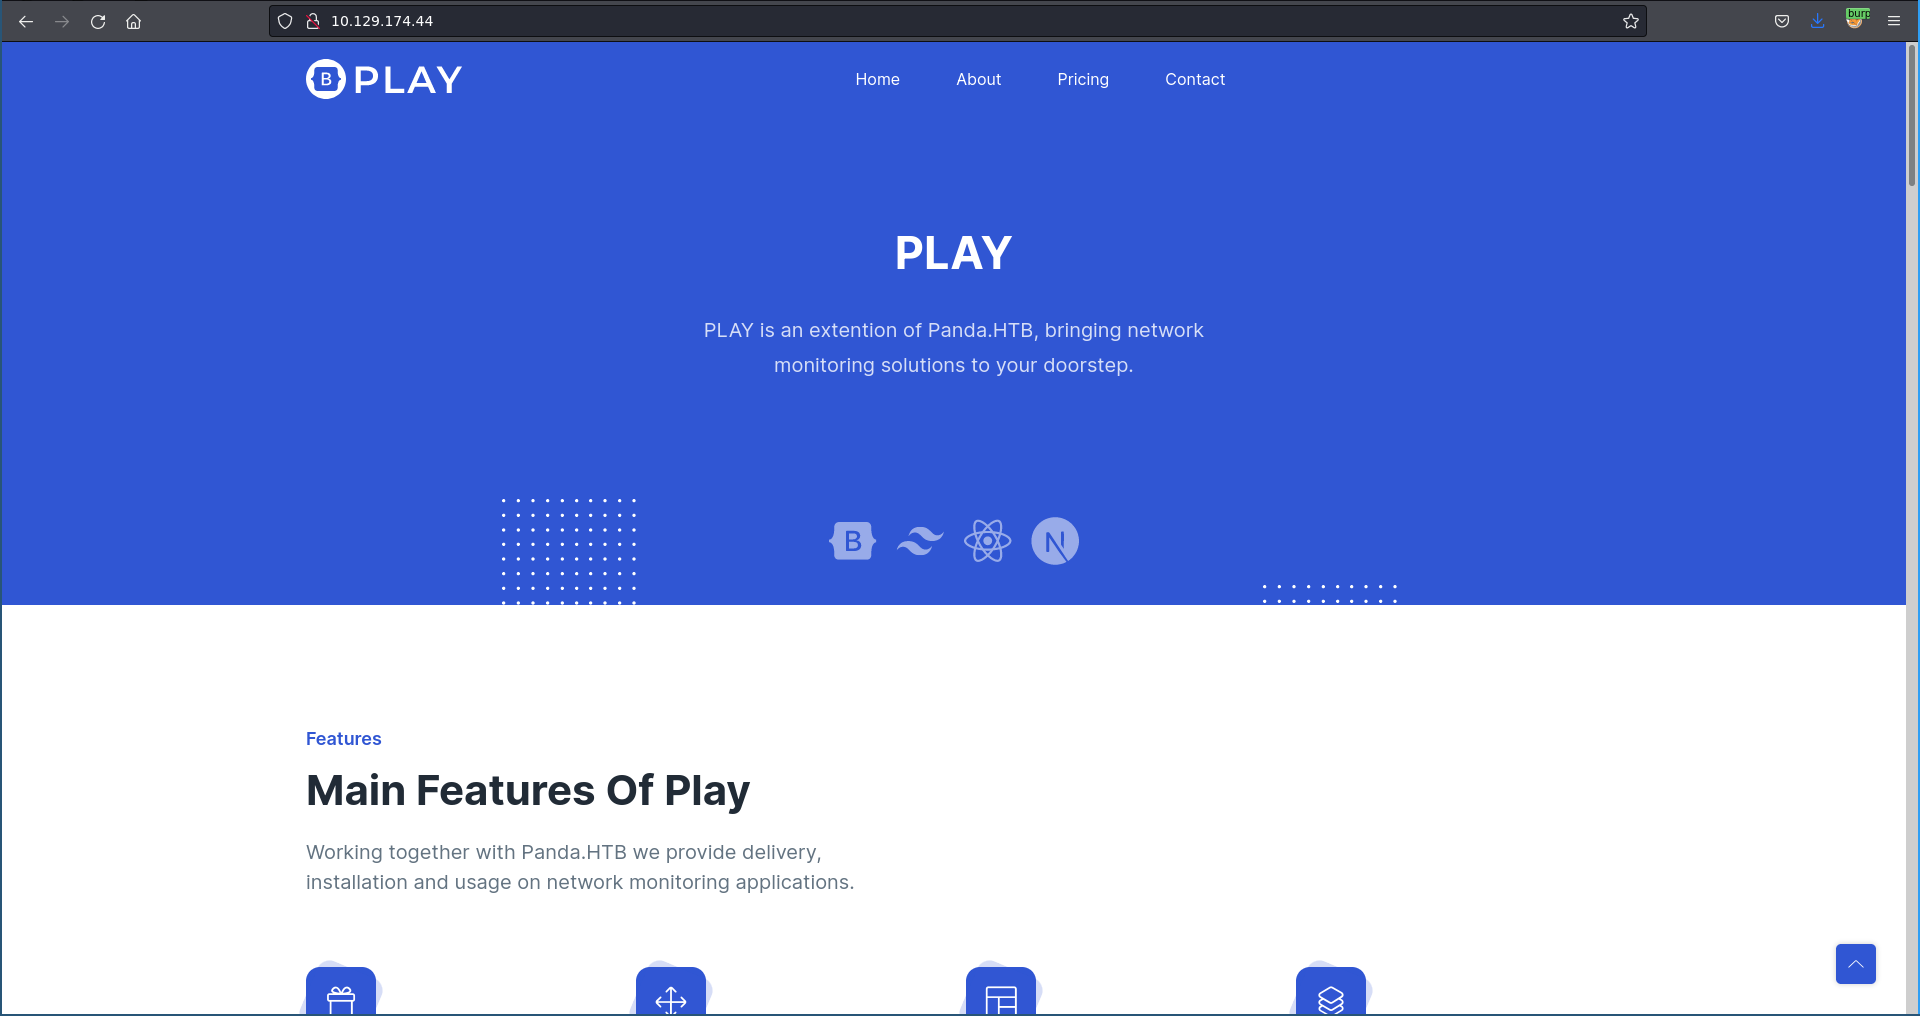 10.129.174.44
burp
B PLAY
Home About Pricing Contact
PLAY
PLAY is an extention of Panda.HTB, bringing network
monitoring solutions to your doorstep.
B N
Features
Main Features Of Play
Working together with Panda.HTB we provide delivery,
installation and usage on network monitoring applications.